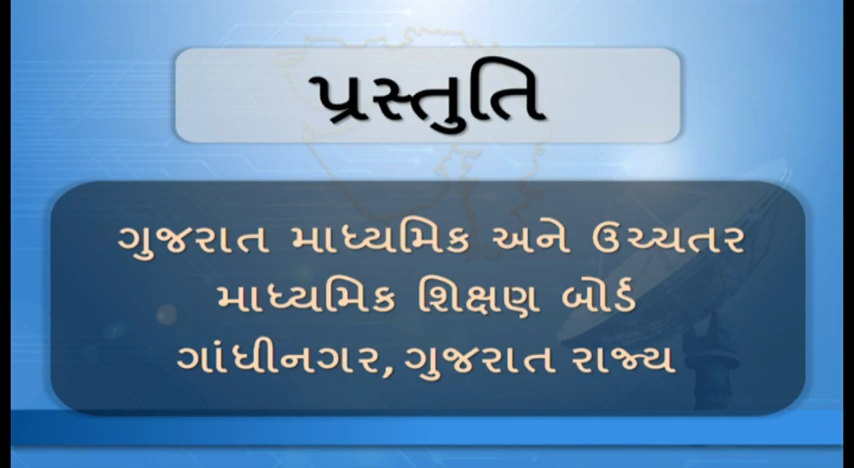 પ્રસ્તુતિ
ગુજરાત માધ્યમિક અને ઉચ્ચતર
માધ્યમિક શિક્ષણ બોર્ડ
ગાંધીનગર, ગુજરાત રાજ્ય